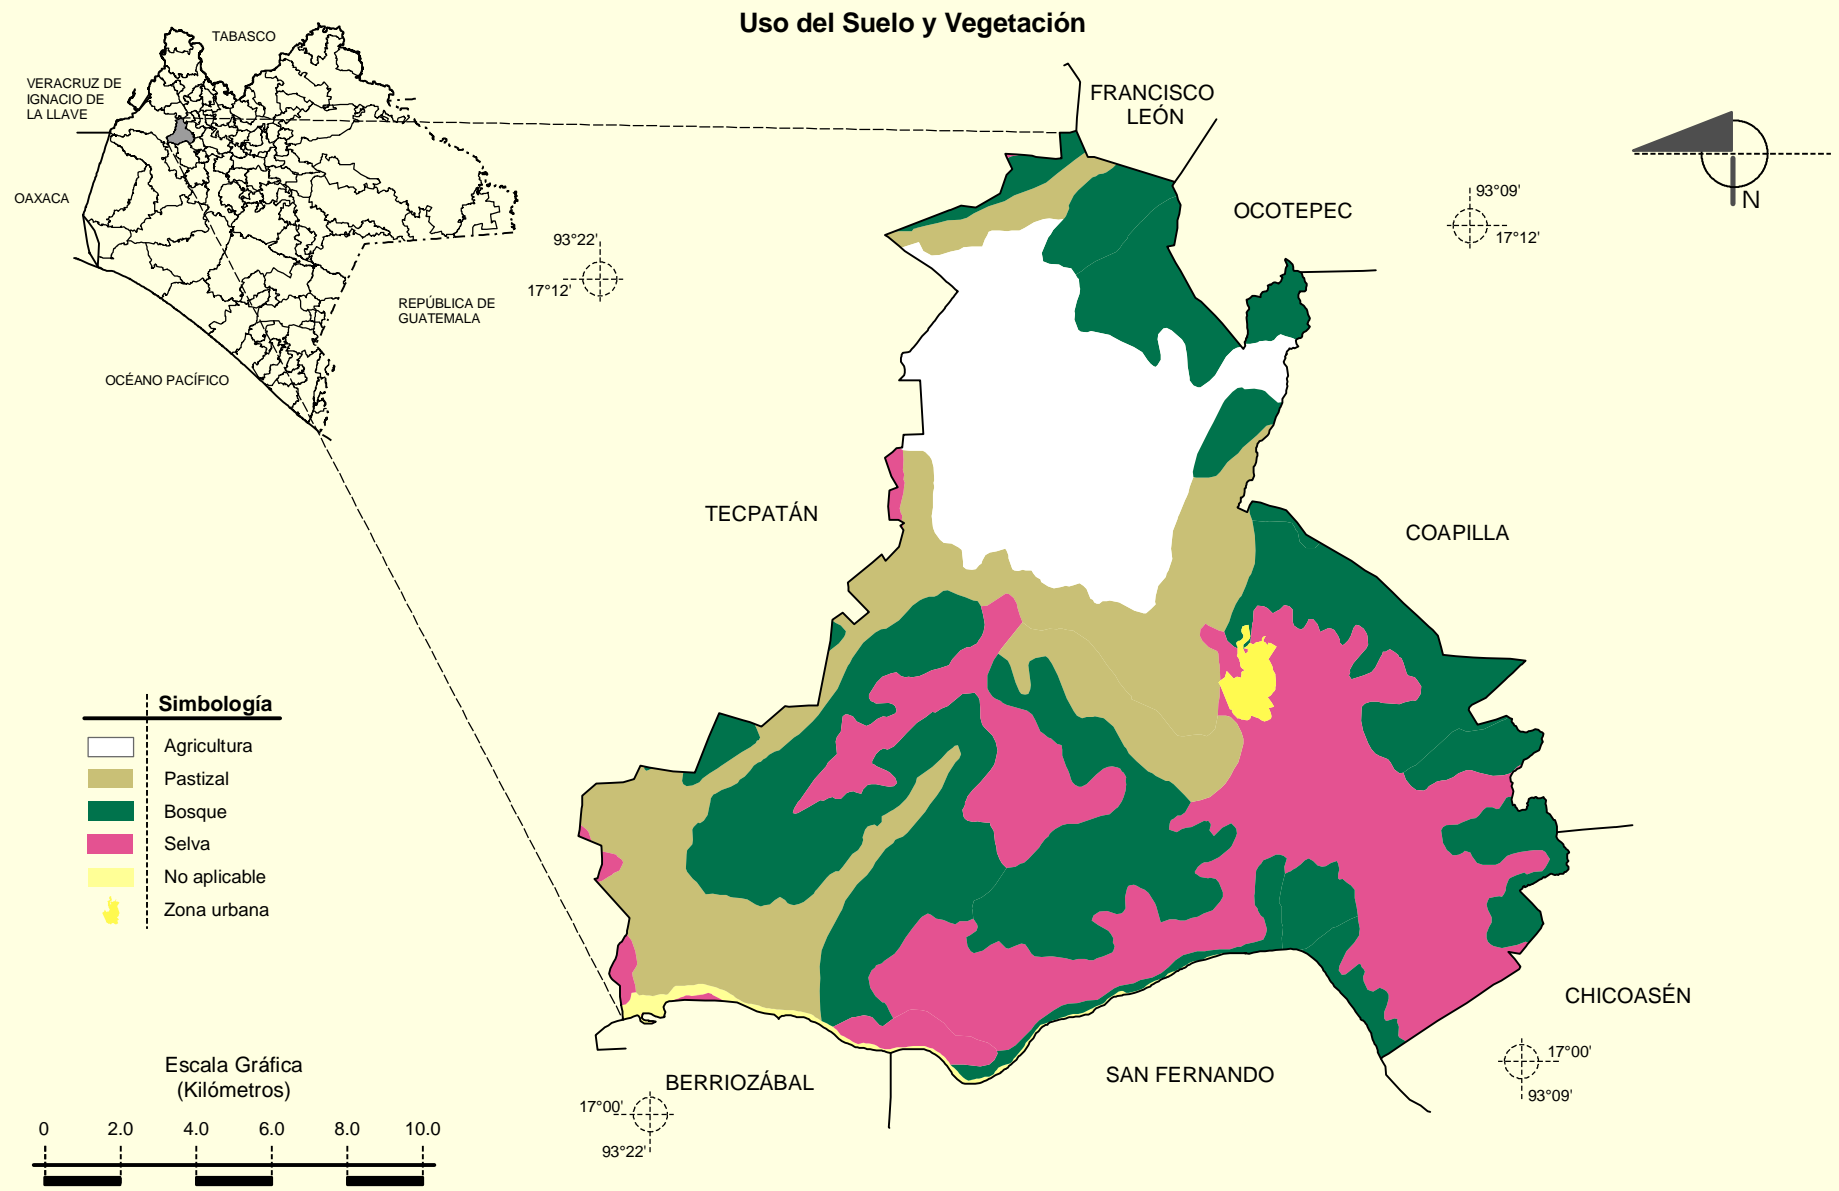 Uso del Suelo y Vegetación
TABASCO
VERACRUZ DE
IGNACIO DE
LA LLAVE
OAXACA
REPÚBLICA DE
GUATEMALA
OCÉANO PACÍFICO
FRANCISCO
LEÓN
OCOTEPEC
N
93°09'
17°12'
93°22'
17°12'
TECPATÁN
COAPILLA
Simbología
Agricultura
Pastizal
Bosque
Selva
No aplicable
Zona urbana
CHICOASÉN
SAN FERNANDO
BERRIOZÁBAL
17°00'
93°09'
17°00'
93°22'
Escala Gráfica
(Kilómetros)
0 2.0 4.0 6.0 8.0 10.0